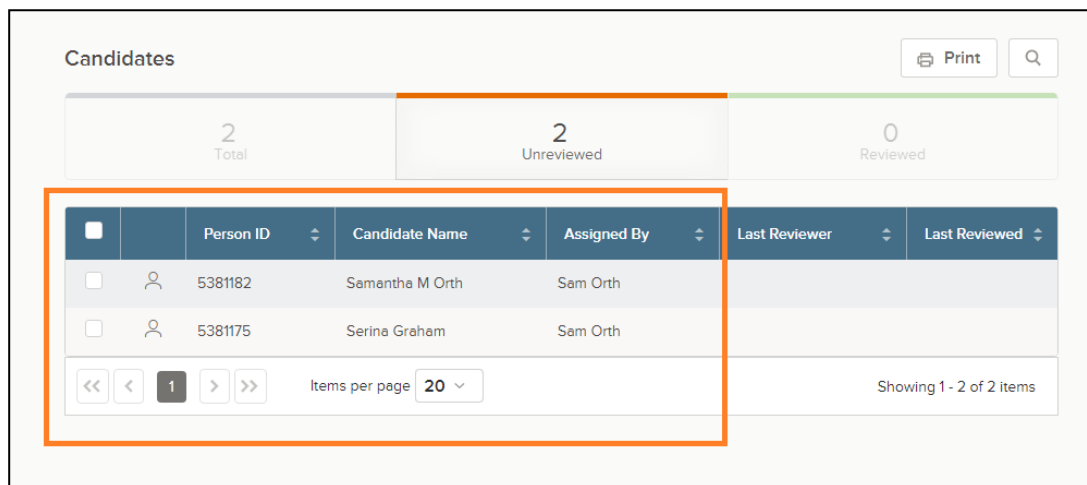 Candidates Print
2 2 0
Total Unreviewed Reviewed
Person ID Candidate Name Assigned By Last Reviewer Last Reviewed
5381182 Samantha M Orth Sam Orth
5381175 Serina Graham Sam Orth
<< < 1 > >> Items per page 20 Showing 1 - 2 of 2 items